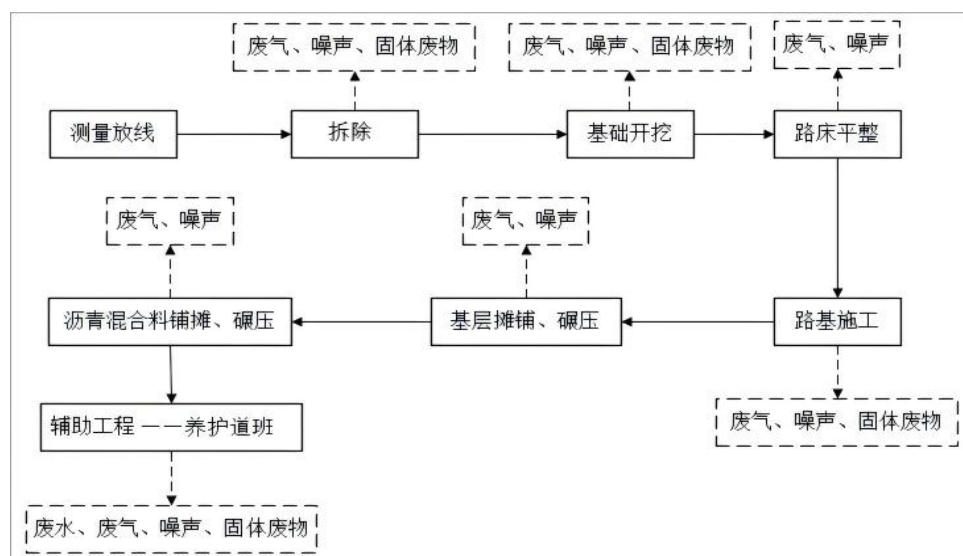 废气、噪声、固体废物
废气、噪声、固体废物
废气、噪声
测量放线
拆除
基础开挖
路床平整
废气、噪声
废气、噪声
沥青混合料铺摊、碾压
基层摊铺、碾压
路基施工
废气、噪声、固体废物
辅助工程——养护道班
废水、废气、噪声、固体废物